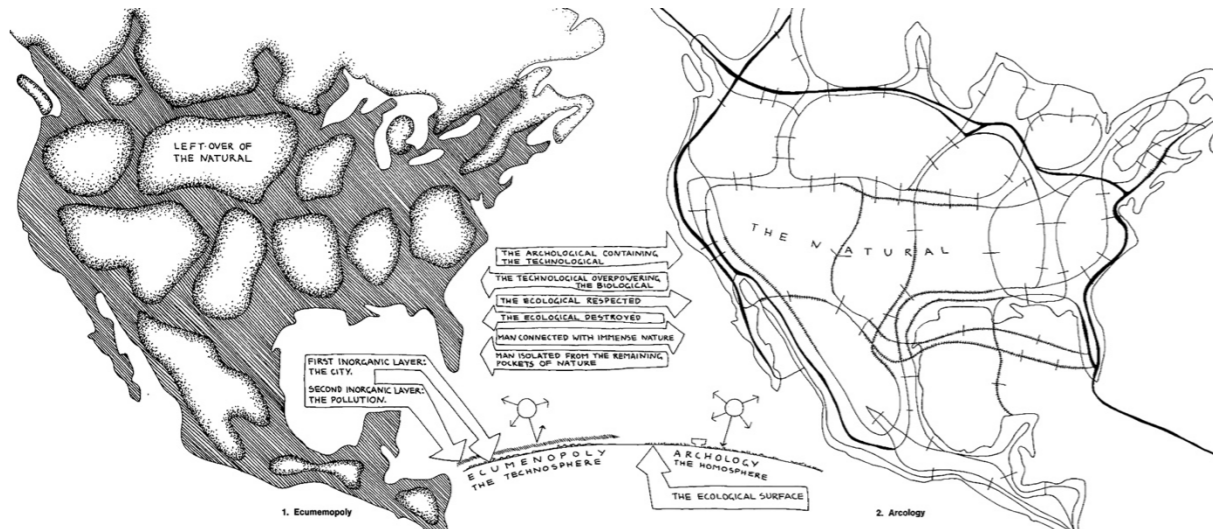 LEFT-OVER OF
THE NATURAL
THE NATURAL
THE ARCHOLOGICAL CONTAINING
THE TECHNOLOGICAL
THE TECHNOLOGICAL OVERPOWERING
THE BIOLOGICAL
THE ECOLOGICAL RESPECTED
THE ECOLOGICAL DESTROYED
MAN CONNECTED WITH IMMENSE NATURE
MAN ISOLATED FROM THE REMAINING
POCKETS OF NATURE
FIRST INORGANIC LAYER:
THE CITY.
SECOND INORGANIC LAYER:
THE POLLUTION.
ECUMENOPOLY
THE TECHNOSPHERE
ARCHOLOGY
THE HOMOSPHERE
THE ECOLOGICAL SURFACE
1. Ecumemopoly
2. Arcology